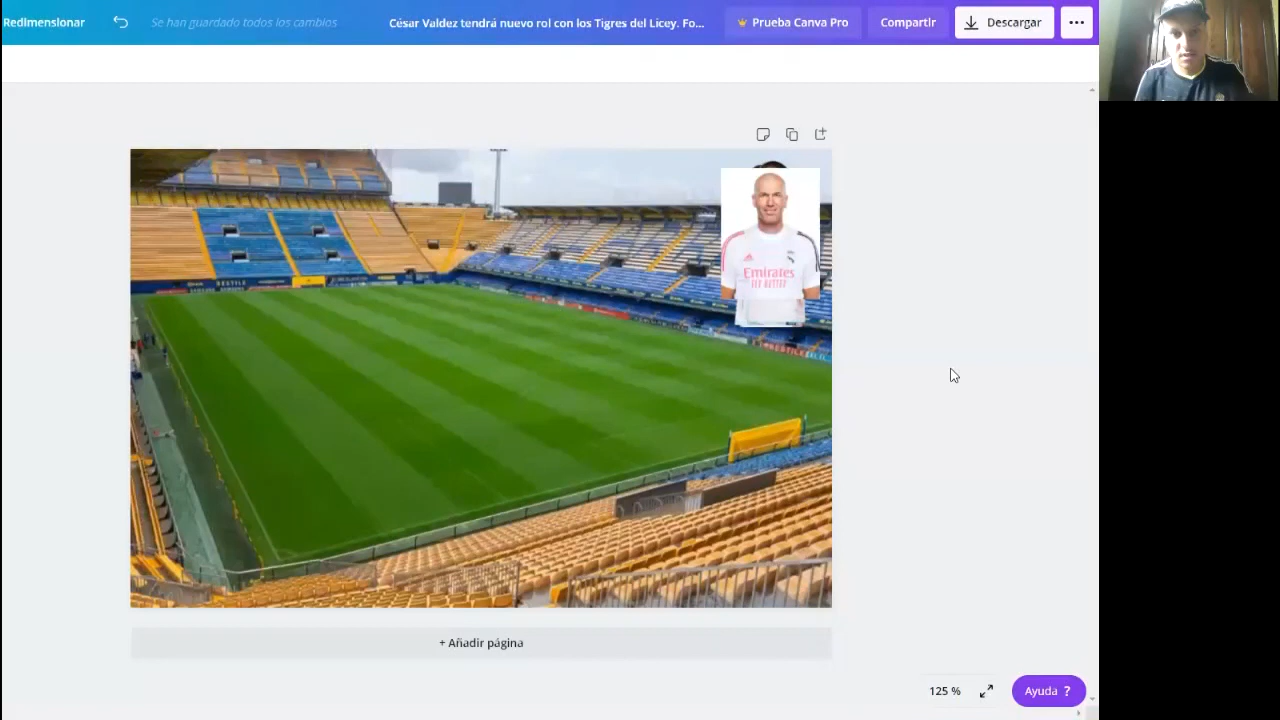 Redimensionar
Se han guardado todos los cambios
César Valdez tendrá nuevo rol con los Tigres del Licey. Fo...
Prueba Canva Pro
Compartir
Descargar
Emirates
FLY BETTER
BESTILE
+ Añadir página
125 %
Ayuda ?